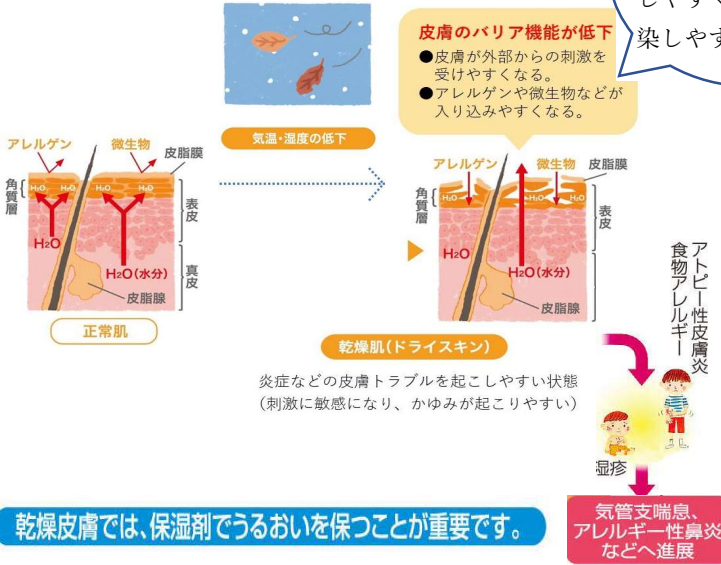 しやすく
染しやす
皮膚のバリア機能が低下
●皮膚が外部からの刺激を
受けやすくなる。
●アレルゲンや微生物などが
入り込みやすくなる。
気温・湿度の低下
アレルゲン
微生物
皮脂膜
角質層
H₂O
H₂O
H₂O
H₂O
表皮
H₂O
H₂O(水分)
真皮
皮脂腺
正常肌
アレルゲン
微生物
皮脂膜
角質層
H₂O
H₂O
H₂O
表皮
H₂O
H₂O(水分)
皮脂腺
乾燥肌(ドライスキン)
炎症などの皮膚トラブルを起こしやすい状態
(刺激に敏感になり、かゆみが起こりやすい)
アトピー性皮膚炎
食物アレルギー
湿疹
乾燥皮膚では、保湿剤でうるおいを保つことが重要です。
気管支喘息、
アレルギー性鼻炎
などへ進展